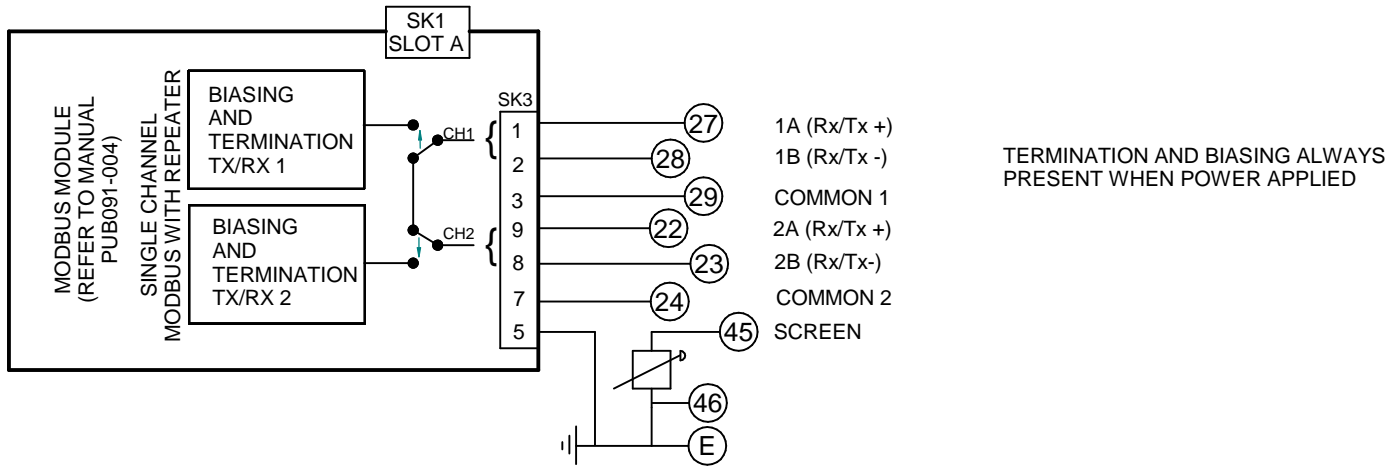 SK1
SLOT A
MODBUS MODULE
(REFER TO MANUAL
PUB091-004)
SINGLE CHANNEL
MODBUS WITH REPEATER
BIASING
AND
TERMINATION
TX/RX 1
BIASING
AND
TERMINATION
TX/RX 2
CH1
CH2
SK3
1
2
3
9
8
7
5
27
28
29
22
23
24
45
46
E
1A (Rx/Tx +)
1B (Rx/Tx -)
COMMON 1
2A (Rx/Tx +)
2B (Rx/Tx-)
COMMON 2
SCREEN
TERMINATION AND BIASING ALWAYS
PRESENT WHEN POWER APPLIED